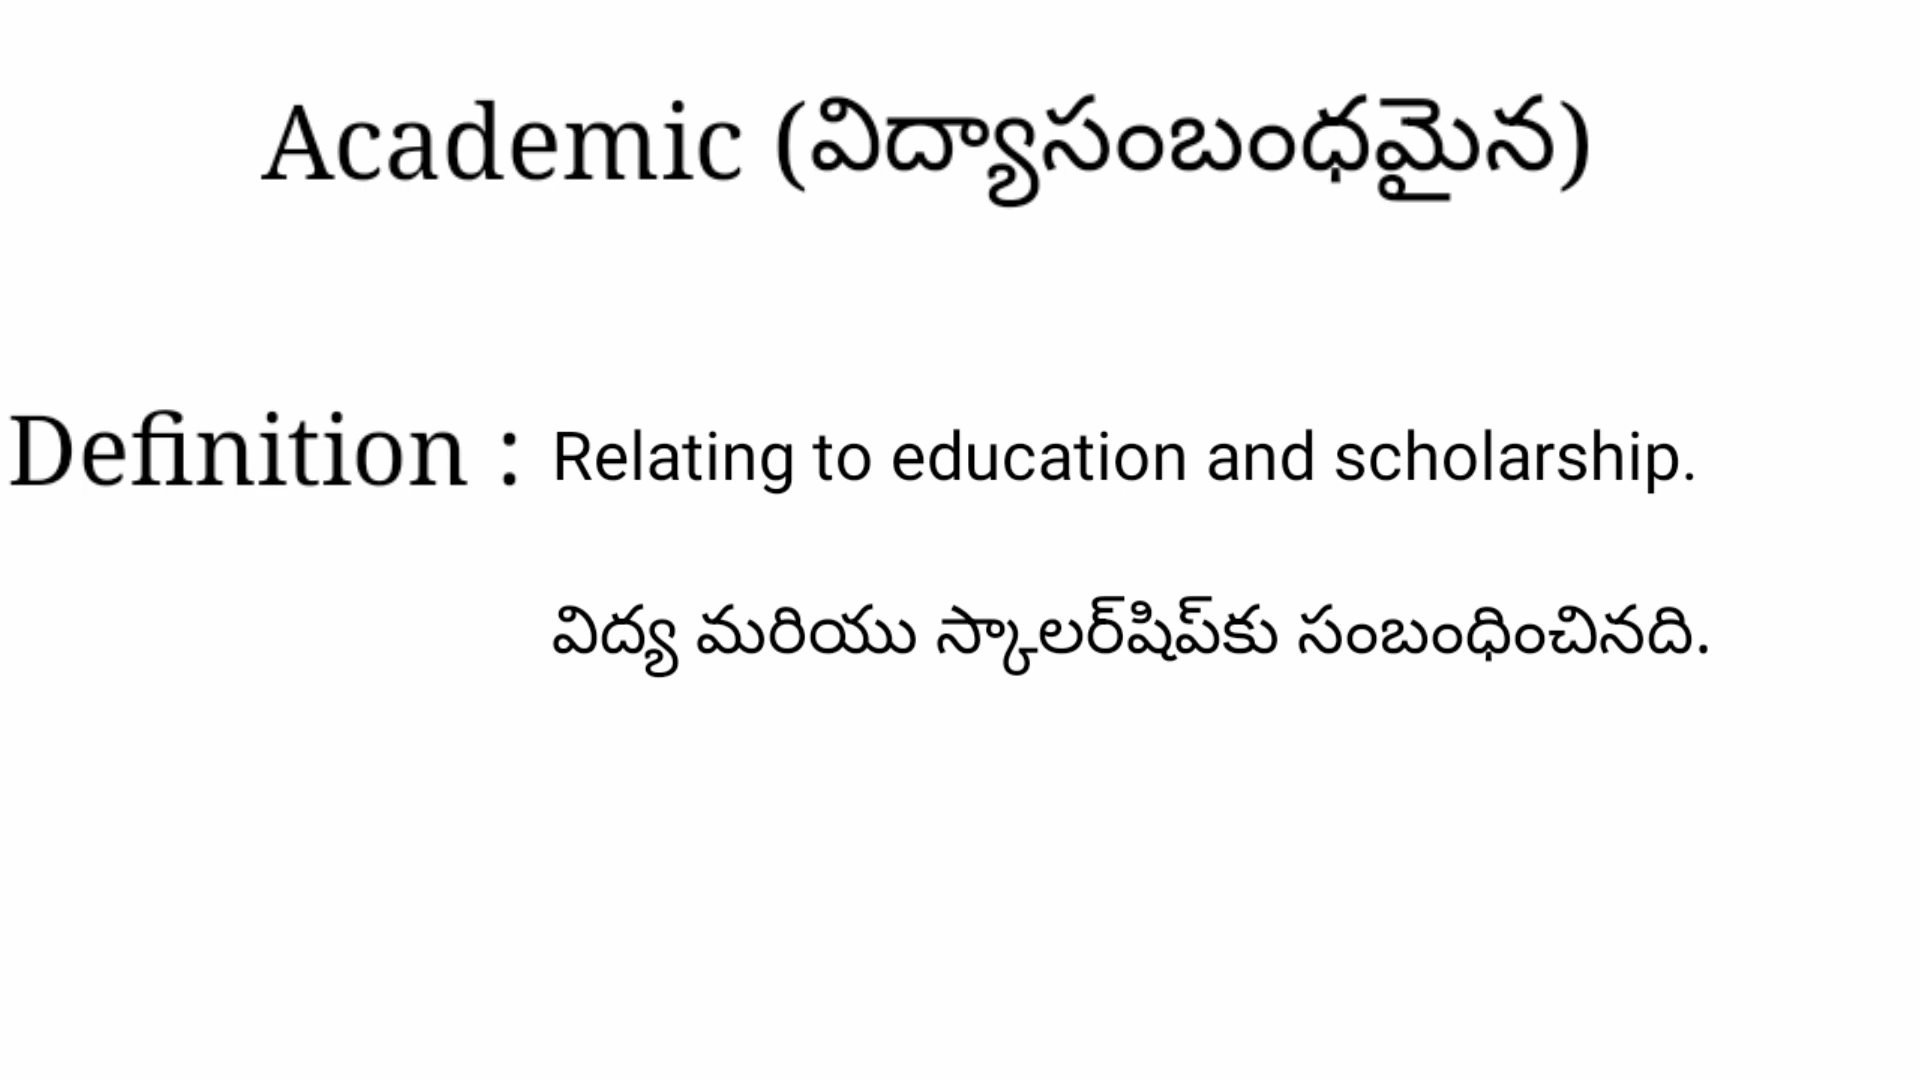 Academic (విద్యాసంబంధమైన)
Definition : Relating to education and scholarship.
విద్య మరియు స్కాలర్‌షిప్‌కు సంబంధించినది.